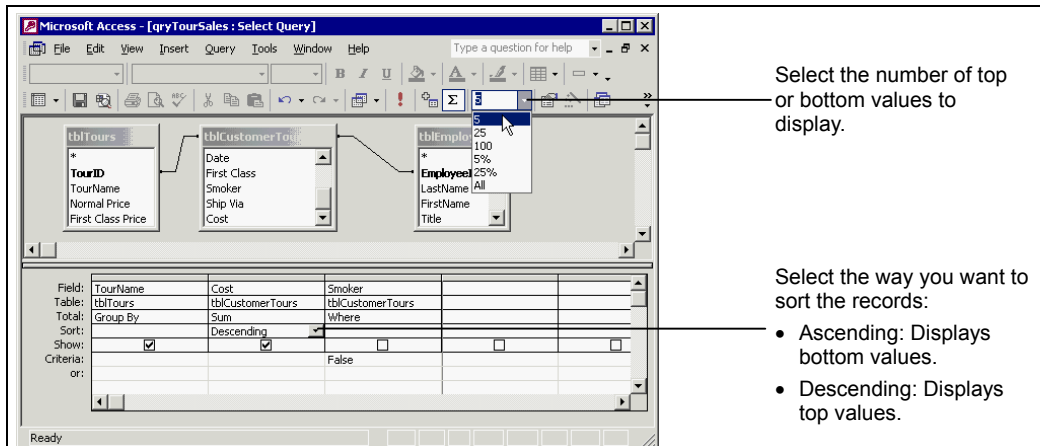 Microsoft Access - [qryTourSales : Select Query]
File Edit View Insert Query Tools Window Help
Type a question for help
B I U
Σ 5
5
25
100
5%
25%
All
tblTours
*
TourID
TourName
Normal Price
First Class Price
tblCustomerTou
Date
First Class
Smoker
Ship Via
Cost
tblEmplo
*
EmployeeI
LastName
FirstName
Title
Field: TourName Cost Smoker
Table: tblTours tblCustomerTours tblCustomerTours
Total: Group By Sum Where
Sort: Descending
Show:
Criteria: False
or:
Ready
Select the number of top
or bottom values to
display.
Select the way you want to
sort the records:
• Ascending: Displays
bottom values.
• Descending: Displays
top values.